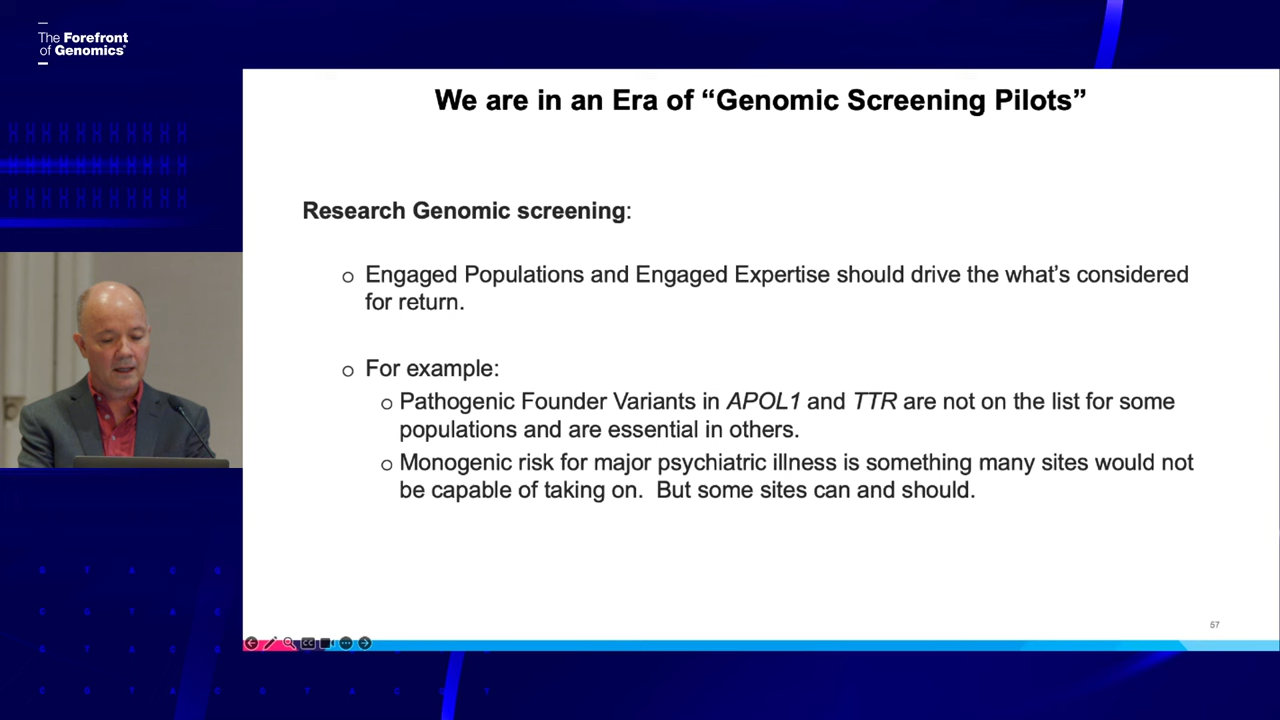 The Forefront
of Genomics®
We are in an Era of “Genomic Screening Pilots”
Research Genomic screening:
o Engaged Populations and Engaged Expertise should drive the what’s considered
for return.
o For example:
o Pathogenic Founder Variants in APOL1 and TTR are not on the list for some
populations and are essential in others.
o Monogenic risk for major psychiatric illness is something many sites would not
be capable of taking on. But some sites can and should.
57
CC